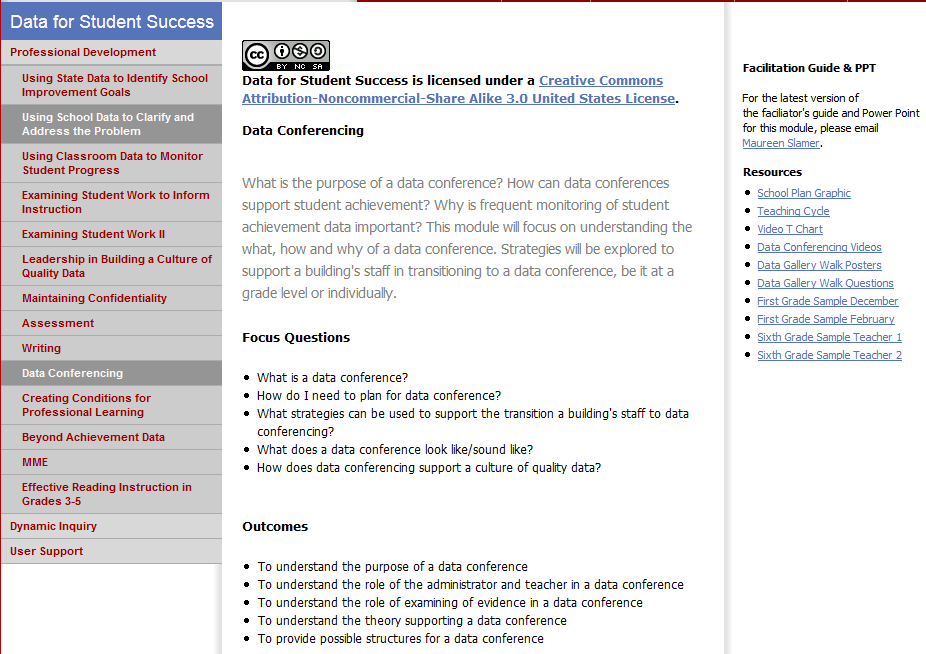 Data for Student Success
Professional Development
Using State Data to Identify School
Improvement Goals
Using School Data to Clarify and
Address the Problem
Using Classroom Data to Monitor
Student Progress
Examining Student Work to Inform
Instruction
Examining Student Work II
Leadership in Building a Culture of
Quality Data
Maintaining Confidentiality
Assessment
Writing
Data Conferencing
Creating Conditions for
Professional Learning
Beyond Achievement Data
MME
Effective Reading Instruction in
Grades 3-5
Dynamic Inquiry
User Support
cc
BY NC SA
Data for Student Success is licensed under a Creative Commons
Attribution-Noncommercial-Share Alike 3.0 United States License.
Data Conferencing
What is the purpose of a data conference? How can data conferences
support student achievement? Why is frequent monitoring of student
achievement data important? This module will focus on understanding the
what, how and why of a data conference. Strategies will be explored to
support a building's staff in transitioning to a data conference, be it at a
grade level or individually.
Focus Questions
• What is a data conference?
• How do I need to plan for data conference?
• What strategies can be used to support the transition a building's staff to data
conferencing?
• What does a data conference look like/sound like?
• How does data conferencing support a culture of quality data?
Outcomes
• To understand the purpose of a data conference
• To understand the role of the administrator and teacher in a data conference
• To understand the role of examining of evidence in a data conference
• To understand the theory supporting a data conference
• To provide possible structures for a data conference
Facilitation Guide & PPT
For the latest version of
the faciliator's guide and Power Point
for this module, please email
Maureen Slamer.
Resources
• School Plan Graphic
• Teaching Cycle
• Video T Chart
• Data Conferencing Videos
• Data Gallery Walk Posters
• Data Gallery Walk Questions
• First Grade Sample December
• First Grade Sample February
• Sixth Grade Sample Teacher 1
• Sixth Grade Sample Teacher 2